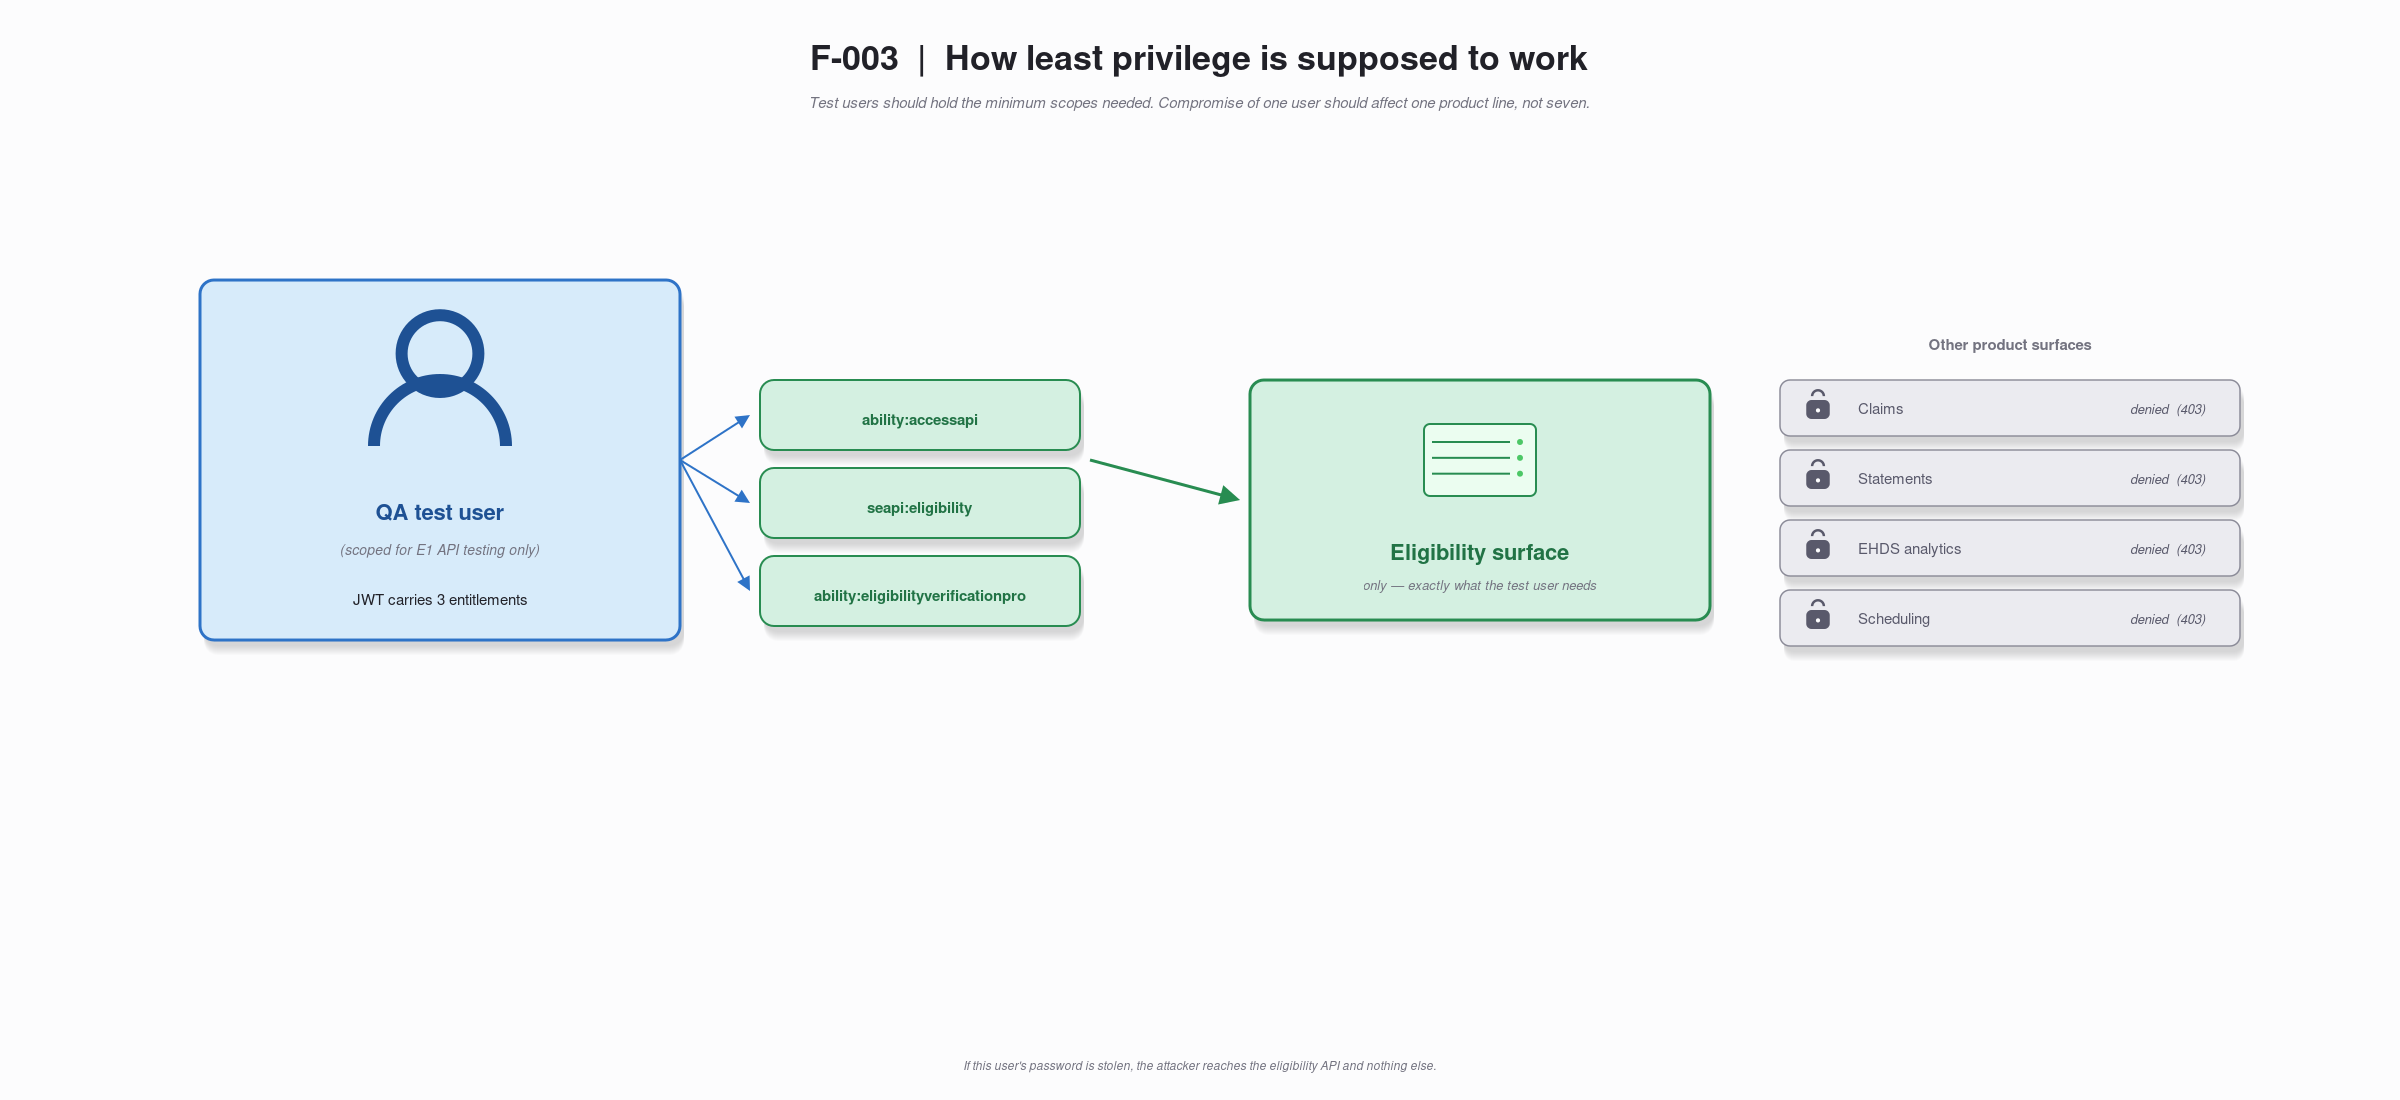 F-003 | How least privilege is supposed to work
Test users should hold the minimum scopes needed. Compromise of one user should affect one product line, not seven.
QA test user
(scoped for E1 API testing only)
JWT carries 3 entitlements
ability:accessapi
seapi:eligibility
ability:eligibilityverificationpro
Eligibility surface
only — exactly what the test user needs
Other product surfaces
Claims denied (403)
Statements denied (403)
EHDS analytics denied (403)
Scheduling denied (403)
If this user's password is stolen, the attacker reaches the eligibility API and nothing else.